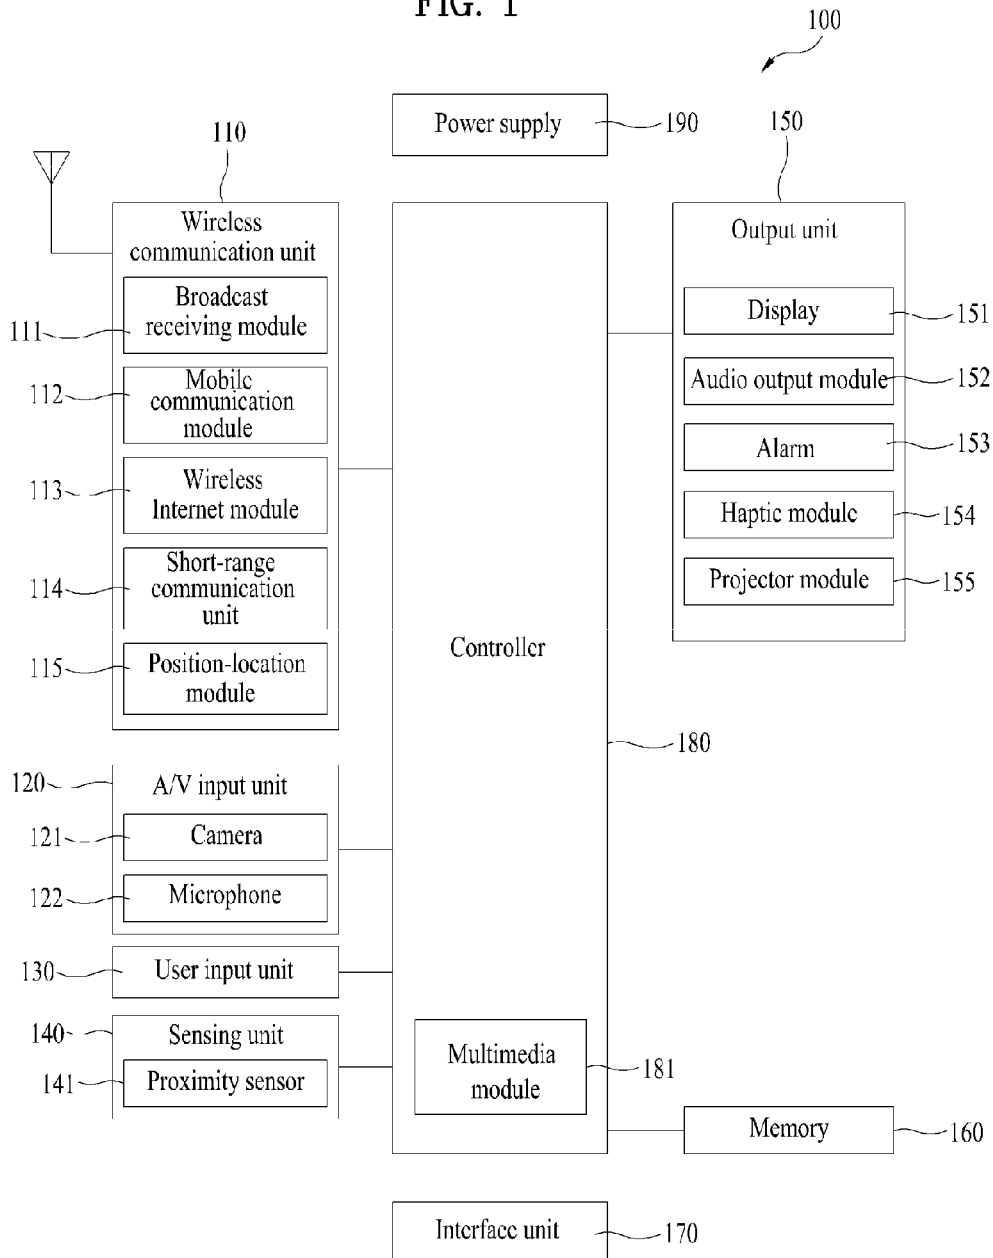 FIG. 1
100
Power supply
190
110
150
Wireless
communication unit
Broadcast
receiving module
111
Mobile
communication
module
112
Wireless
Internet module
113
Short-range
communication
unit
114
Position-location
module
115
Output unit
Display
151
Audio output module
152
Alarm
153
Haptic module
154
Projector module
155
Controller
180
120
A/V input unit
121
Camera
122
Microphone
130
User input unit
140
Sensing unit
141
Proximity sensor
Multimedia
module
181
Memory
160
Interface unit
170